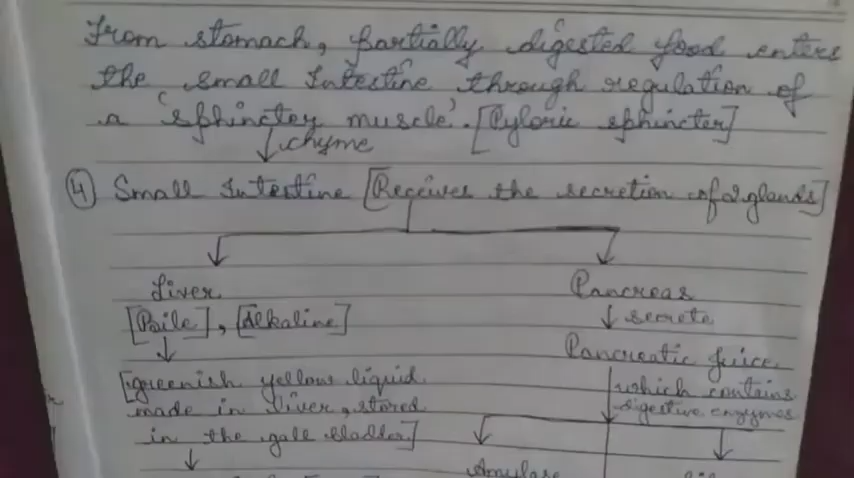 From stomach, partially digested food enters
the small Intestine through regulation of
a 'sphincter muscle'. [Pyloric sphincter]
↓ chyme
④ Small Intestine [Receives the secretion of 2 glands]
Liver
Pancreas
[Bile], [Alkaline]
↓ secrete
Pancreatic juice
[greenish yellow liquid
made in liver, stored
in the gall bladder]
which contains
digestive enzymes
Amylase